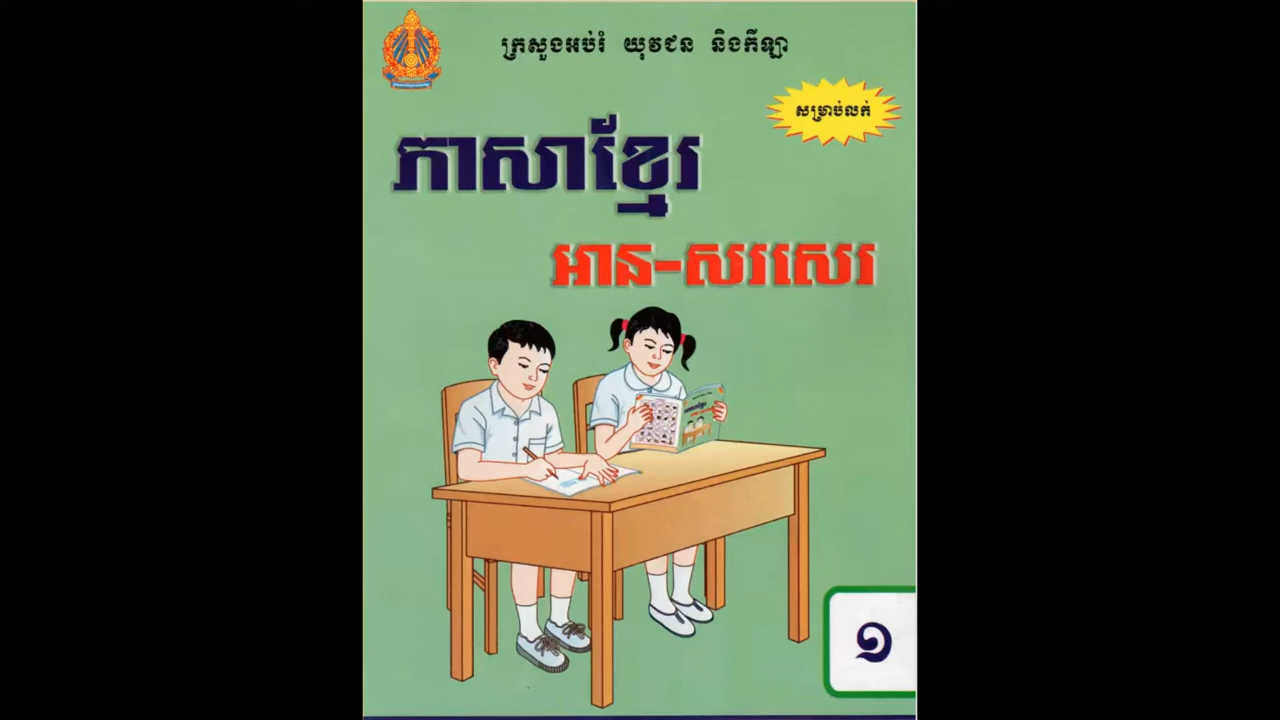 ក្រសួងអប់រំ យុវជន និងកីឡា
សម្រាប់លក់
ភាសាខ្មែរ
អាន-សរសេរ
១